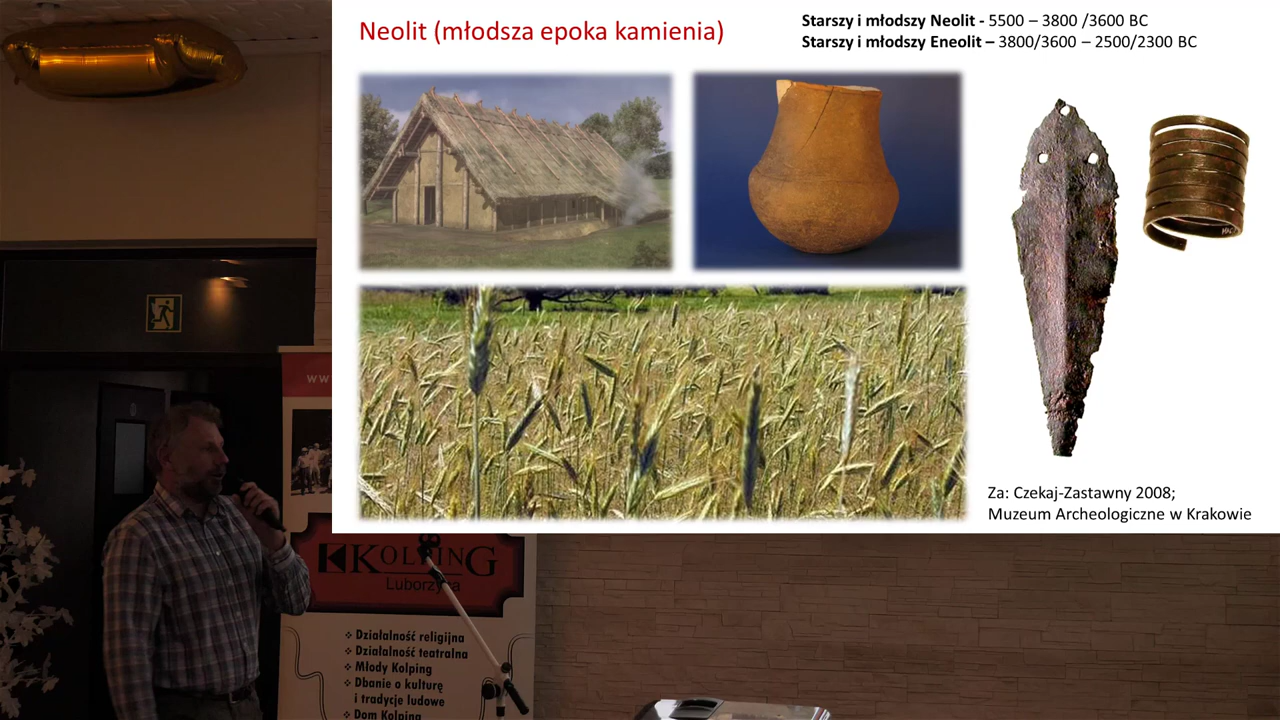 Neolit (młodsza epoka kamienia)
Starszy i młodszy Neolit - 5500 – 3800 /3600 BC
Starszy i młodszy Eneolit – 3800/3600 – 2500/2300 BC
Za: Czekaj-Zastawny 2008;
Muzeum Archeologiczne w Krakowie
ww
KOLPING
Luborzyca
❖ Działalność religijna
❖ Działalność teatralna
❖ Młody Kolping
❖ Dbanie o kulturę
i tradycje ludowe
❖ Dom Kolping